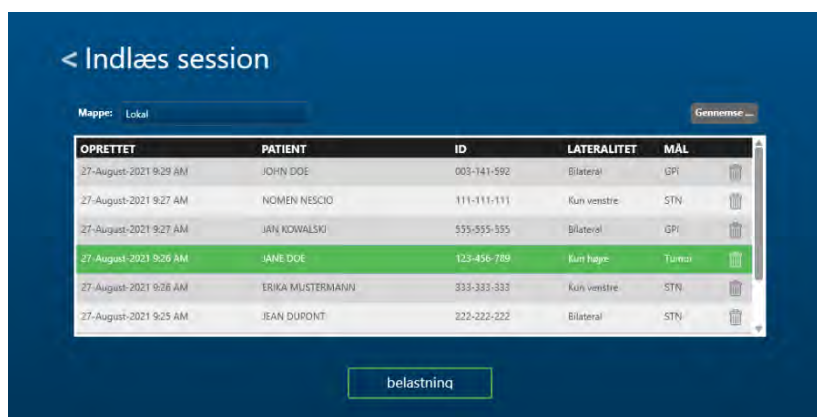 < Indlæs session
Mappe: Lokal Gennemse ...
OPRETTET PATIENT ID LATERALITET MÅL
27-August-2021 9:29 AM JOHN DOE 003-141-592 Bilateral GPi
27-August-2021 9:27 AM NOMEN NESCIO 111-111-111 Kun venstre STN
27-August-2021 9:27 AM JAN KOWALSKI 555-555-555 Bilateral GPi
27-August-2021 9:26 AM JANE DOE 123-456-789 Kun højre Tumor
27-August-2021 9:26 AM ERIKA MUSTERMANN 333-333-333 Kun venstre STN
27-August-2021 9:25 AM JEAN DUPONT 222-222-222 Bilateral STN
belastning